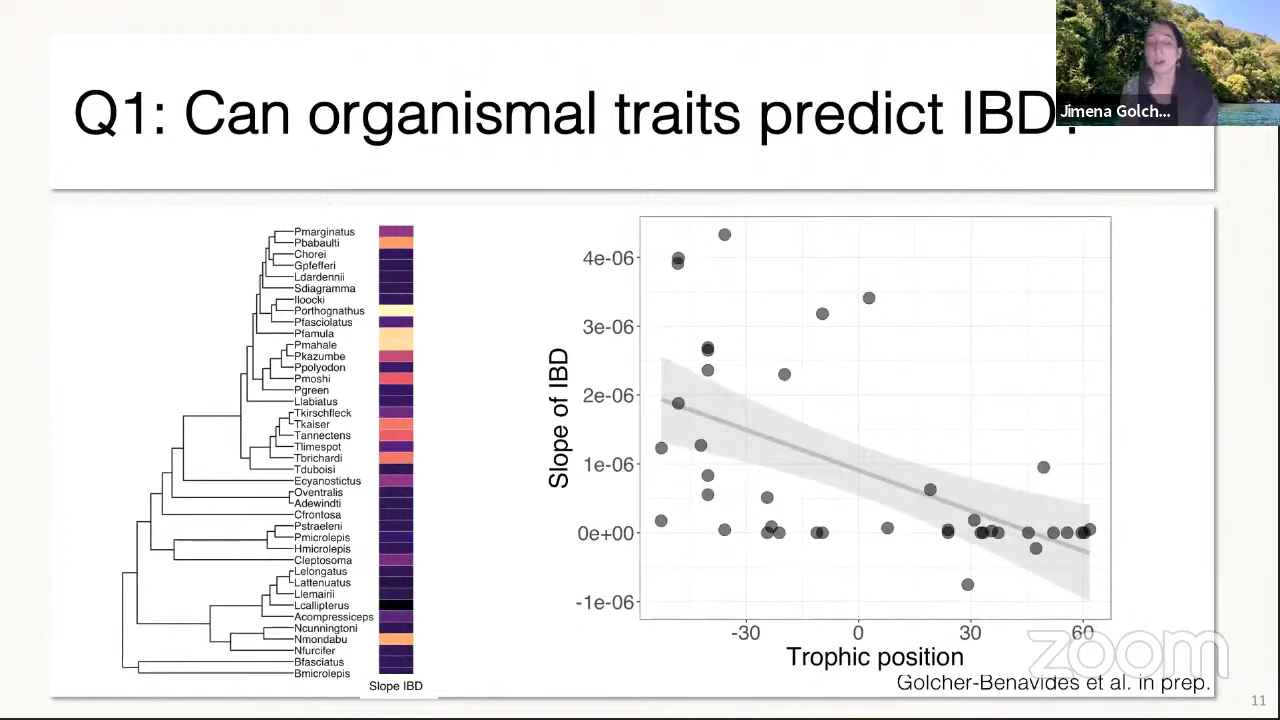 Q1: Can organismal traits predict IBD?
Jimena Golch...
Pmarginatus
Pbabaulti
Chorei
Gpfefferi
Ldardennii
Sdiagramma
Iloocki
Porthognathus
Pfasciolatus
Pfamula
Pmahale
Pkazumbe
Ppolyodon
Pmoshi
Pgreen
Llabiatus
Tkirschfleck
Tkaiser
Tannectens
Tlimespot
Tbrichardi
Tduboisi
Ecyanostictus
Oventralis
Adewindti
Cfrontosa
Pstraeleni
Pmicrolepis
Hmicrolepis
Cleptosoma
Lelongatus
Lattenuatus
Llemairii
Lcallipterus
Acompressiceps
Ncunningtoni
Nmondabu
Nfurcifer
Bfasciatus
Bmicrolepis
Slope IBD
Slope of IBD
4e-06
3e-06
2e-06
1e-06
0e+00
-1e-06
-30 0 30 60
Trophic position
zoom
Golcher-Benavides et al. in prep.
11